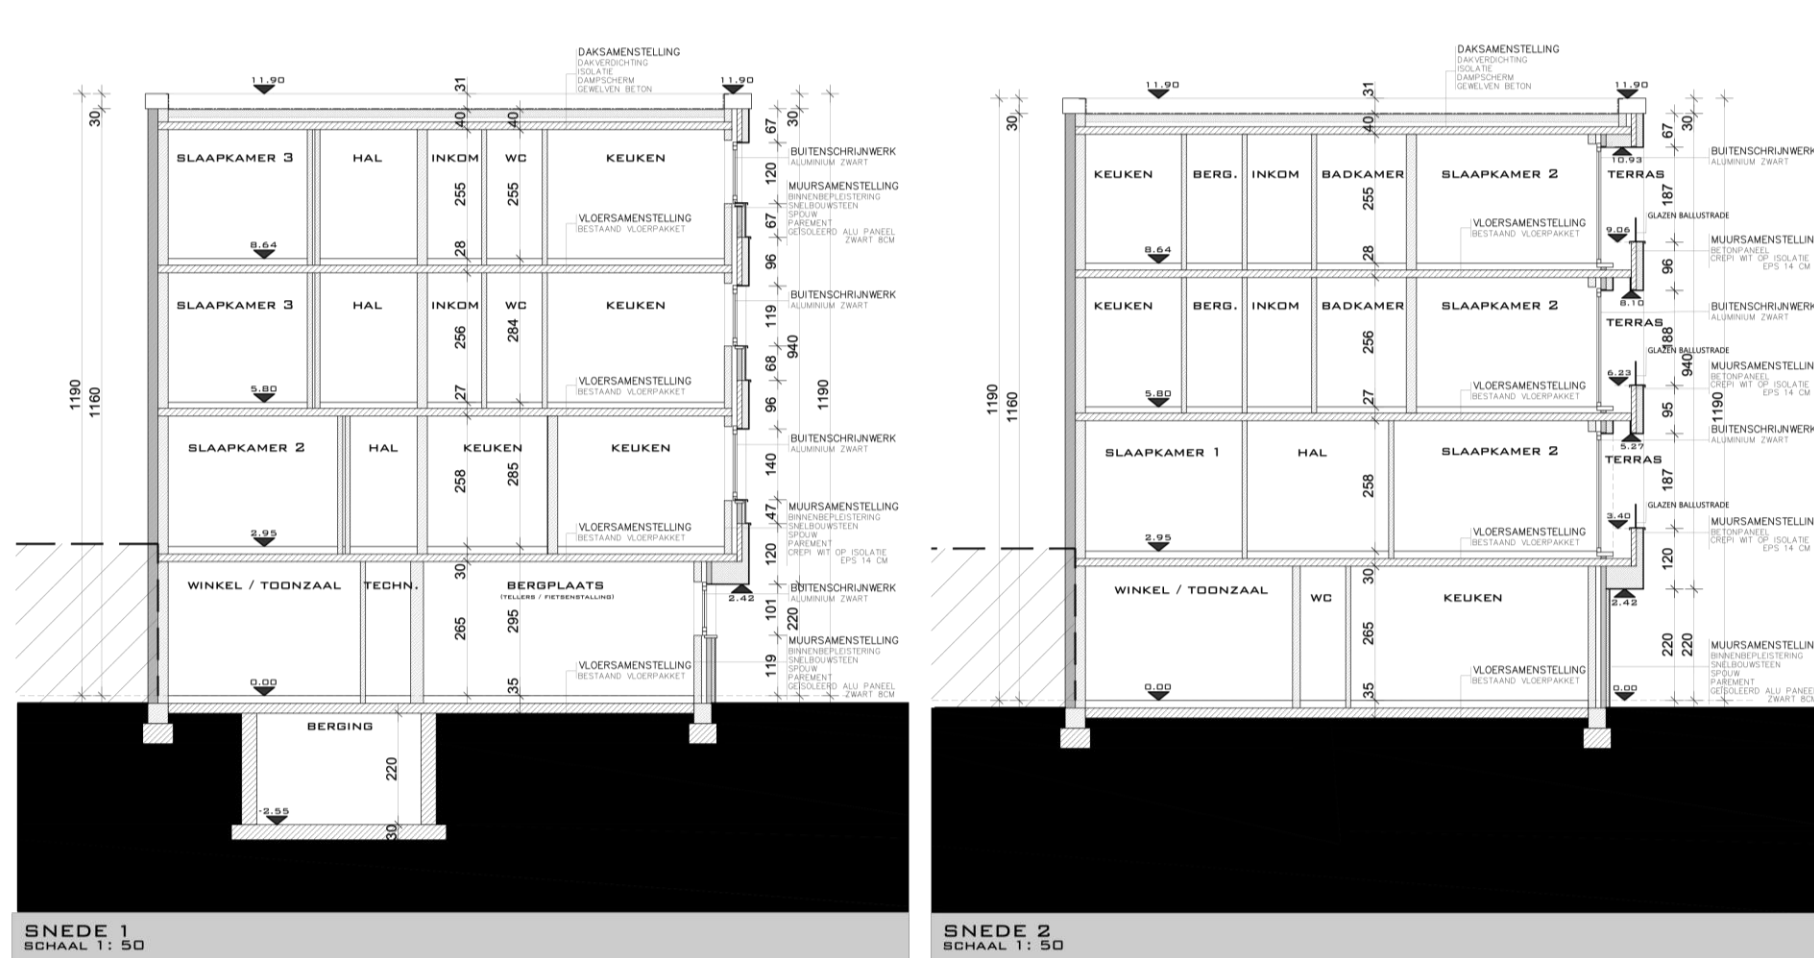 DAKSAMENSTELLING
DAKVERDICHTING
ISOLATIE
DAMPSCHERM
GEWELVEN BETON
11.90
11.90
31
30
40
40
67
30
SLAAPKAMER 3
HAL
INKOM
WC
KEUKEN
BUITENSCHRIJNWERK
ALUMINIUM ZWART
120
255
255
MUURSAMENSTELLING
BINNENBEPLEISTERING
SNELBOUWSTEEN
SPOUW
PAREMENT
GEÏSOLEERD ALU PANEEL
ZWART 8CM
VLOERSAMENSTELLING
BESTAAND VLOERPAKKET
67
8.64
28
96
SLAAPKAMER 3
HAL
INKOM
WC
KEUKEN
BUITENSCHRIJNWERK
ALUMINIUM ZWART
119
256
284
940
68
1190
1160
1190
VLOERSAMENSTELLING
BESTAAND VLOERPAKKET
5.80
27
96
SLAAPKAMER 2
HAL
KEUKEN
KEUKEN
BUITENSCHRIJNWERK
ALUMINIUM ZWART
140
258
285
47
MUURSAMENSTELLING
BINNENBEPLEISTERING
SNELBOUWSTEEN
SPOUW
PAREMENT
CREPI WIT OP ISOLATIE
EPS 14 CM
VLOERSAMENSTELLING
BESTAAND VLOERPAKKET
2.95
120
30
WINKEL / TOONZAAL
TECHN.
BERGPLAATS
(TELLERS / FIETSENSTALLING)
BUITENSCHRIJNWERK
ALUMINIUM ZWART
2.42
101
220
265
295
MUURSAMENSTELLING
BINNENBEPLEISTERING
SNELBOUWSTEEN
SPOUW
PAREMENT
GEÏSOLEERD ALU PANEEL
ZWART 8CM
119
VLOERSAMENSTELLING
BESTAAND VLOERPAKKET
0.00
35
BERGING
220
-2.55
30
SNEDE 1
SCHAAL 1: 50
DAKSAMENSTELLING
DAKVERDICHTING
ISOLATIE
DAMPSCHERM
GEWELVEN BETON
11.90
11.90
31
30
40
67
30
BUITENSCHRIJNWERK
ALUMINIUM ZWART
10.93
KEUKEN
BERG.
INKOM
BADKAMER
SLAAPKAMER 2
TERRAS
255
187
GLAZEN BALLUSTRADE
VLOERSAMENSTELLING
BESTAAND VLOERPAKKET
9.06
MUURSAMENSTELLIN
BETONPANEEL
CREPI WIT OP ISOLATIE
EPS 14 CM
8.64
28
96
8.10
KEUKEN
BERG.
INKOM
BADKAMER
SLAAPKAMER 2
BUITENSCHRIJNWERK
ALUMINIUM ZWART
TERRAS
256
188
GLAZEN BALLUSTRADE
940
6.23
MUURSAMENSTELLIN
BETONPANEEL
CREPI WIT OP ISOLATIE
EPS 14 CM
1190
1160
1190
VLOERSAMENSTELLING
BESTAAND VLOERPAKKET
5.80
27
95
BUITENSCHRIJNWERK
ALUMINIUM ZWART
5.27
SLAAPKAMER 1
HAL
SLAAPKAMER 2
TERRAS
258
187
GLAZEN BALLUSTRADE
3.40
MUURSAMENSTELLIN
BETONPANEEL
CREPI WIT OP ISOLATIE
EPS 14 CM
VLOERSAMENSTELLING
BESTAAND VLOERPAKKET
2.95
120
30
WINKEL / TOONZAAL
WC
KEUKEN
2.42
265
220
220
MUURSAMENSTELLIN
BINNENBEPLEISTERING
SNELBOUWSTEEN
SPOUW
PAREMENT
GEÏSOLEERD ALU PANEE
ZWART 8CM
VLOERSAMENSTELLING
BESTAAND VLOERPAKKET
0.00
35
0.00
SNEDE 2
SCHAAL 1: 50